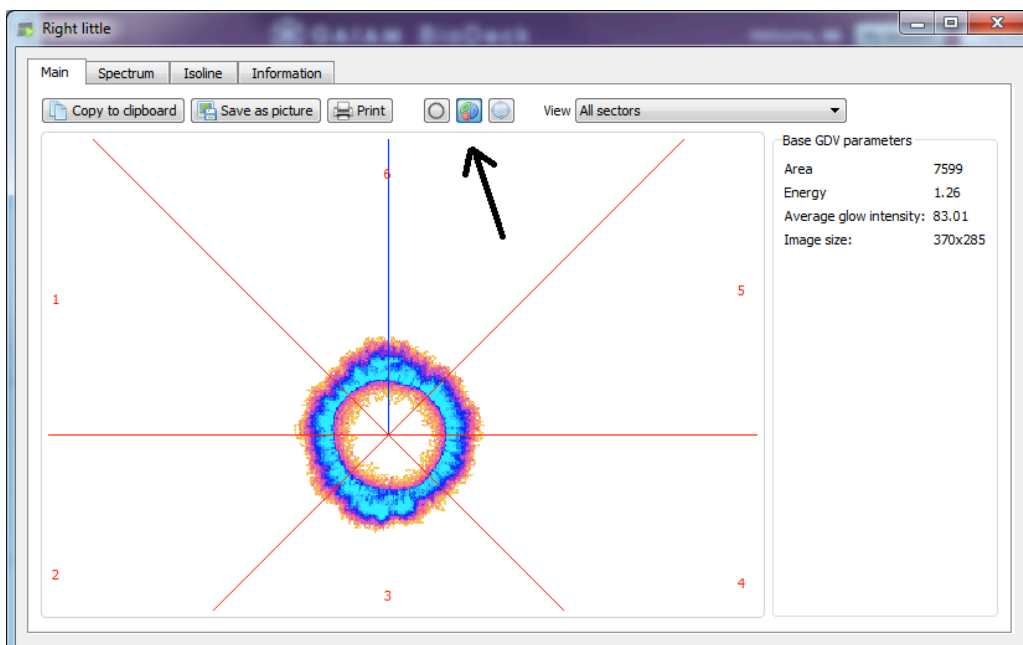 Right little
Main Spectrum Isoline Information
Copy to clipboard Save as picture Print View All sectors
Base GDV parameters
Area 7599
Energy 1.26
Average glow intensity: 83.01
Image size: 370x285
6
1
5
2
4
3